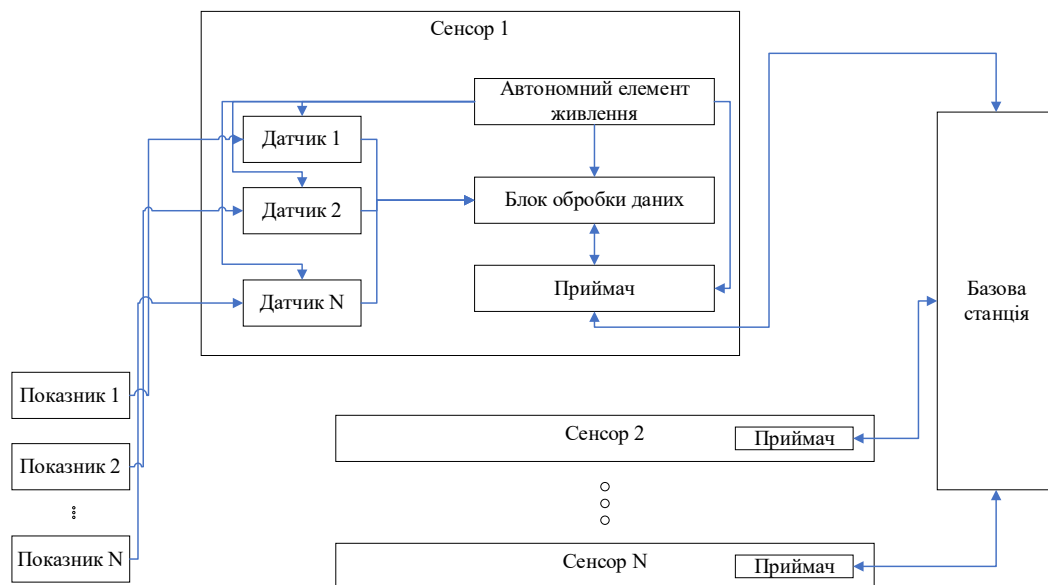 Сенсор 1
Автономний елемент
живлення
Датчик 1
Блок обробки даних
Датчик 2
Приймач
Датчик N
Базова
станція
Показник 1
Сенсор 2
Приймач
Показник 2
Показник N
Сенсор N
Приймач